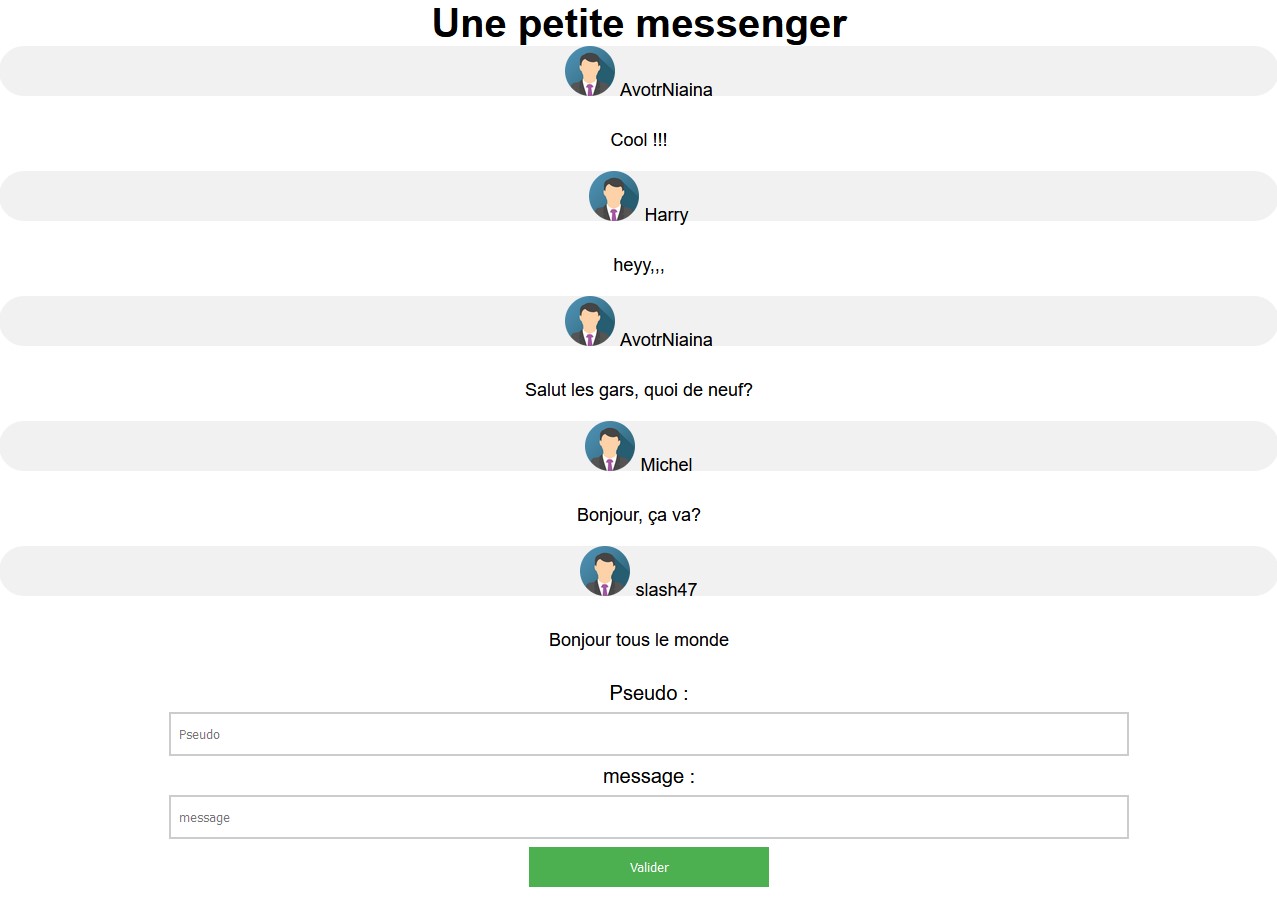 Une petite messenger
AvotrNiaina
Cool !!!
Harry
heyy,,,
AvotrNiaina
Salut les gars, quoi de neuf?
Michel
Bonjour, ça va?
slash47
Bonjour tous le monde
Pseudo :
Pseudo
message :
message
Valider